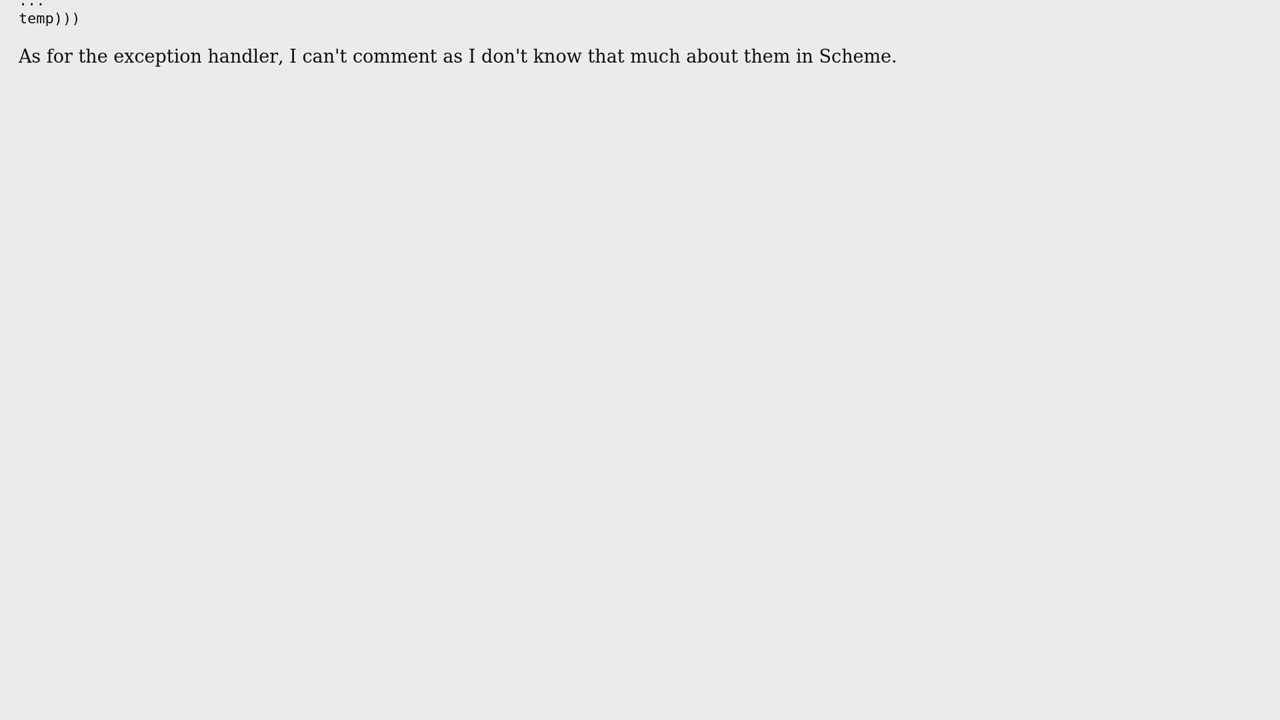 ...
temp)))
As for the exception handler, I can't comment as I don't know that much about them in Scheme.